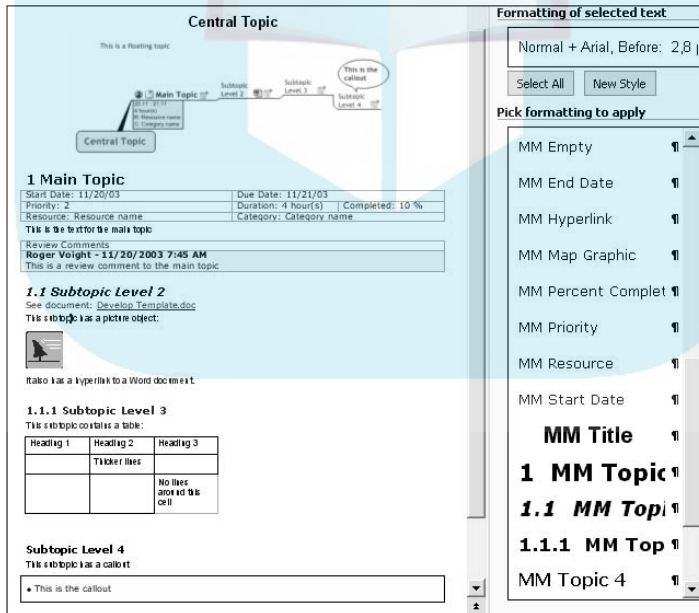 Central Topic
This is a floating topic
This is the
callout
Main Topic
Subtopic
Level 2
Subtopic
Level 3
Subtopic
Level 4
4 hour(s)
R: Resource name
C: Category name
Central Topic
1 Main Topic
Start Date: 11/20/03 Due Date: 11/21/03
Priority: 2 Duration: 4 hour(s) Completed: 10 %
Resource: Resource name Category: Category name
This is the text for the main topic
Review Comments
Roger Voight - 11/20/2003 7:45 AM
This is a review comment to the main topic
1.1 Subtopic Level 2
See document: Develop Template.doc
This subtopic has a picture object:
It also has a hyperlink to a Word document.
1.1.1 Subtopic Level 3
This subtopic contains a table:
Heading 1 Heading 2 Heading 3
Thicker lines
No lines
around this
cell
Subtopic Level 4
This subtopic has a callout
• This is the callout
Formatting of selected text
Normal + Arial, Before: 2,8 p
Select All New Style
Pick formatting to apply
MM Empty ¶
MM End Date ¶
MM Hyperlink ¶
MM Map Graphic ¶
MM Percent Complet ¶
MM Priority ¶
MM Resource ¶
MM Start Date ¶
MM Title ¶
1 MM Topic ¶
1.1 MM Topi ¶
1.1.1 MM Top ¶
MM Topic 4 ¶